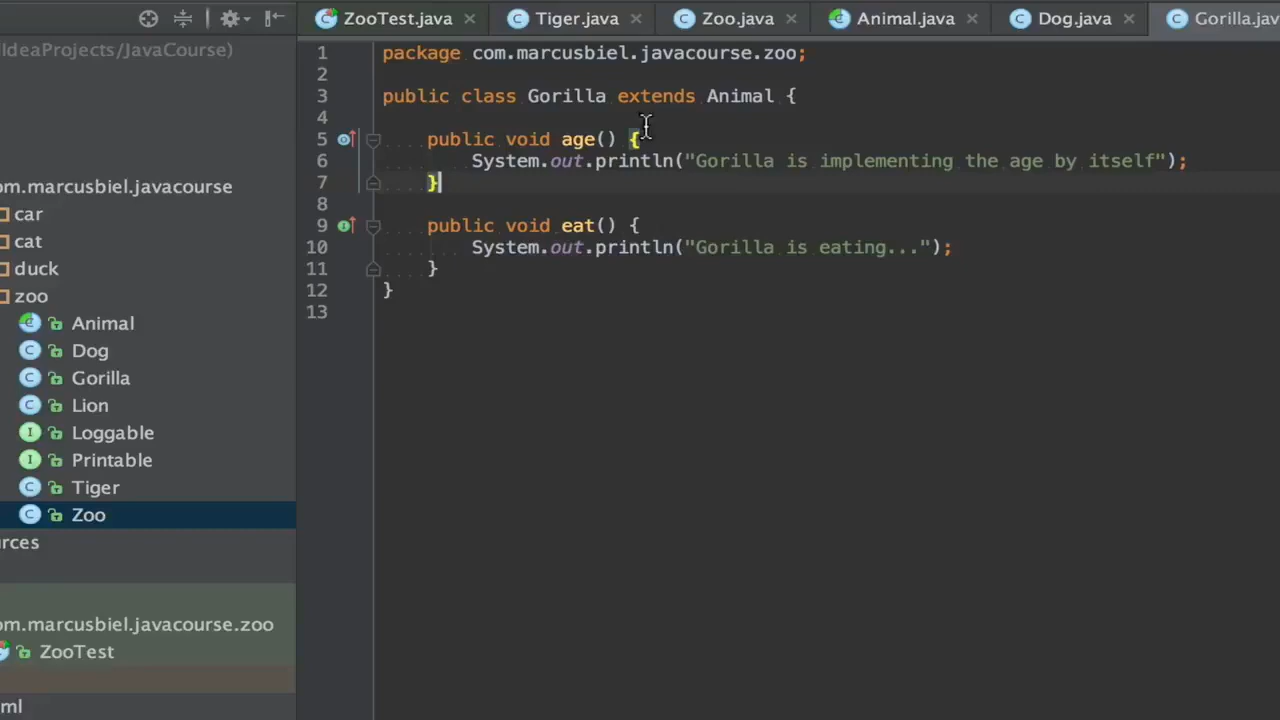 ZooTest.java
Tiger.java
Zoo.java
Animal.java
Dog.java
Gorilla.jav
IdeaProjects/JavaCourse)
om.marcusbiel.javacourse
car
cat
duck
zoo
Animal
Dog
Gorilla
Lion
Loggable
Printable
Tiger
Zoo
urces
om.marcusbiel.javacourse.zoo
ZooTest
ml
1 package com.marcusbiel.javacourse.zoo;
2
3 public class Gorilla extends Animal {
4
5 public void age() {
6 System.out.println("Gorilla is implementing the age by itself");
7 }
8
9 public void eat() {
10 System.out.println("Gorilla is eating...");
11 }
12 }
13